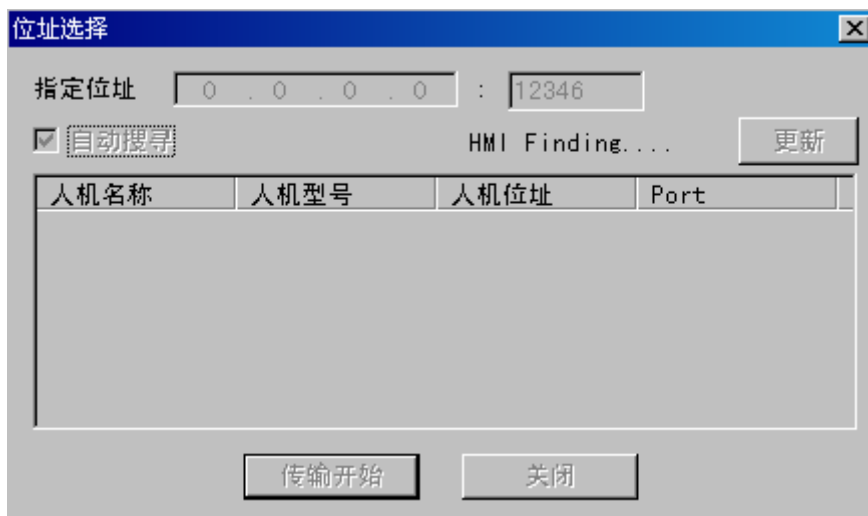 位址选择
指定位址 0 . 0 . 0 . 0 : 12346
自动搜寻 HMI Finding.... 更新
人机名称 人机型号 人机位址 Port
传输开始 关闭